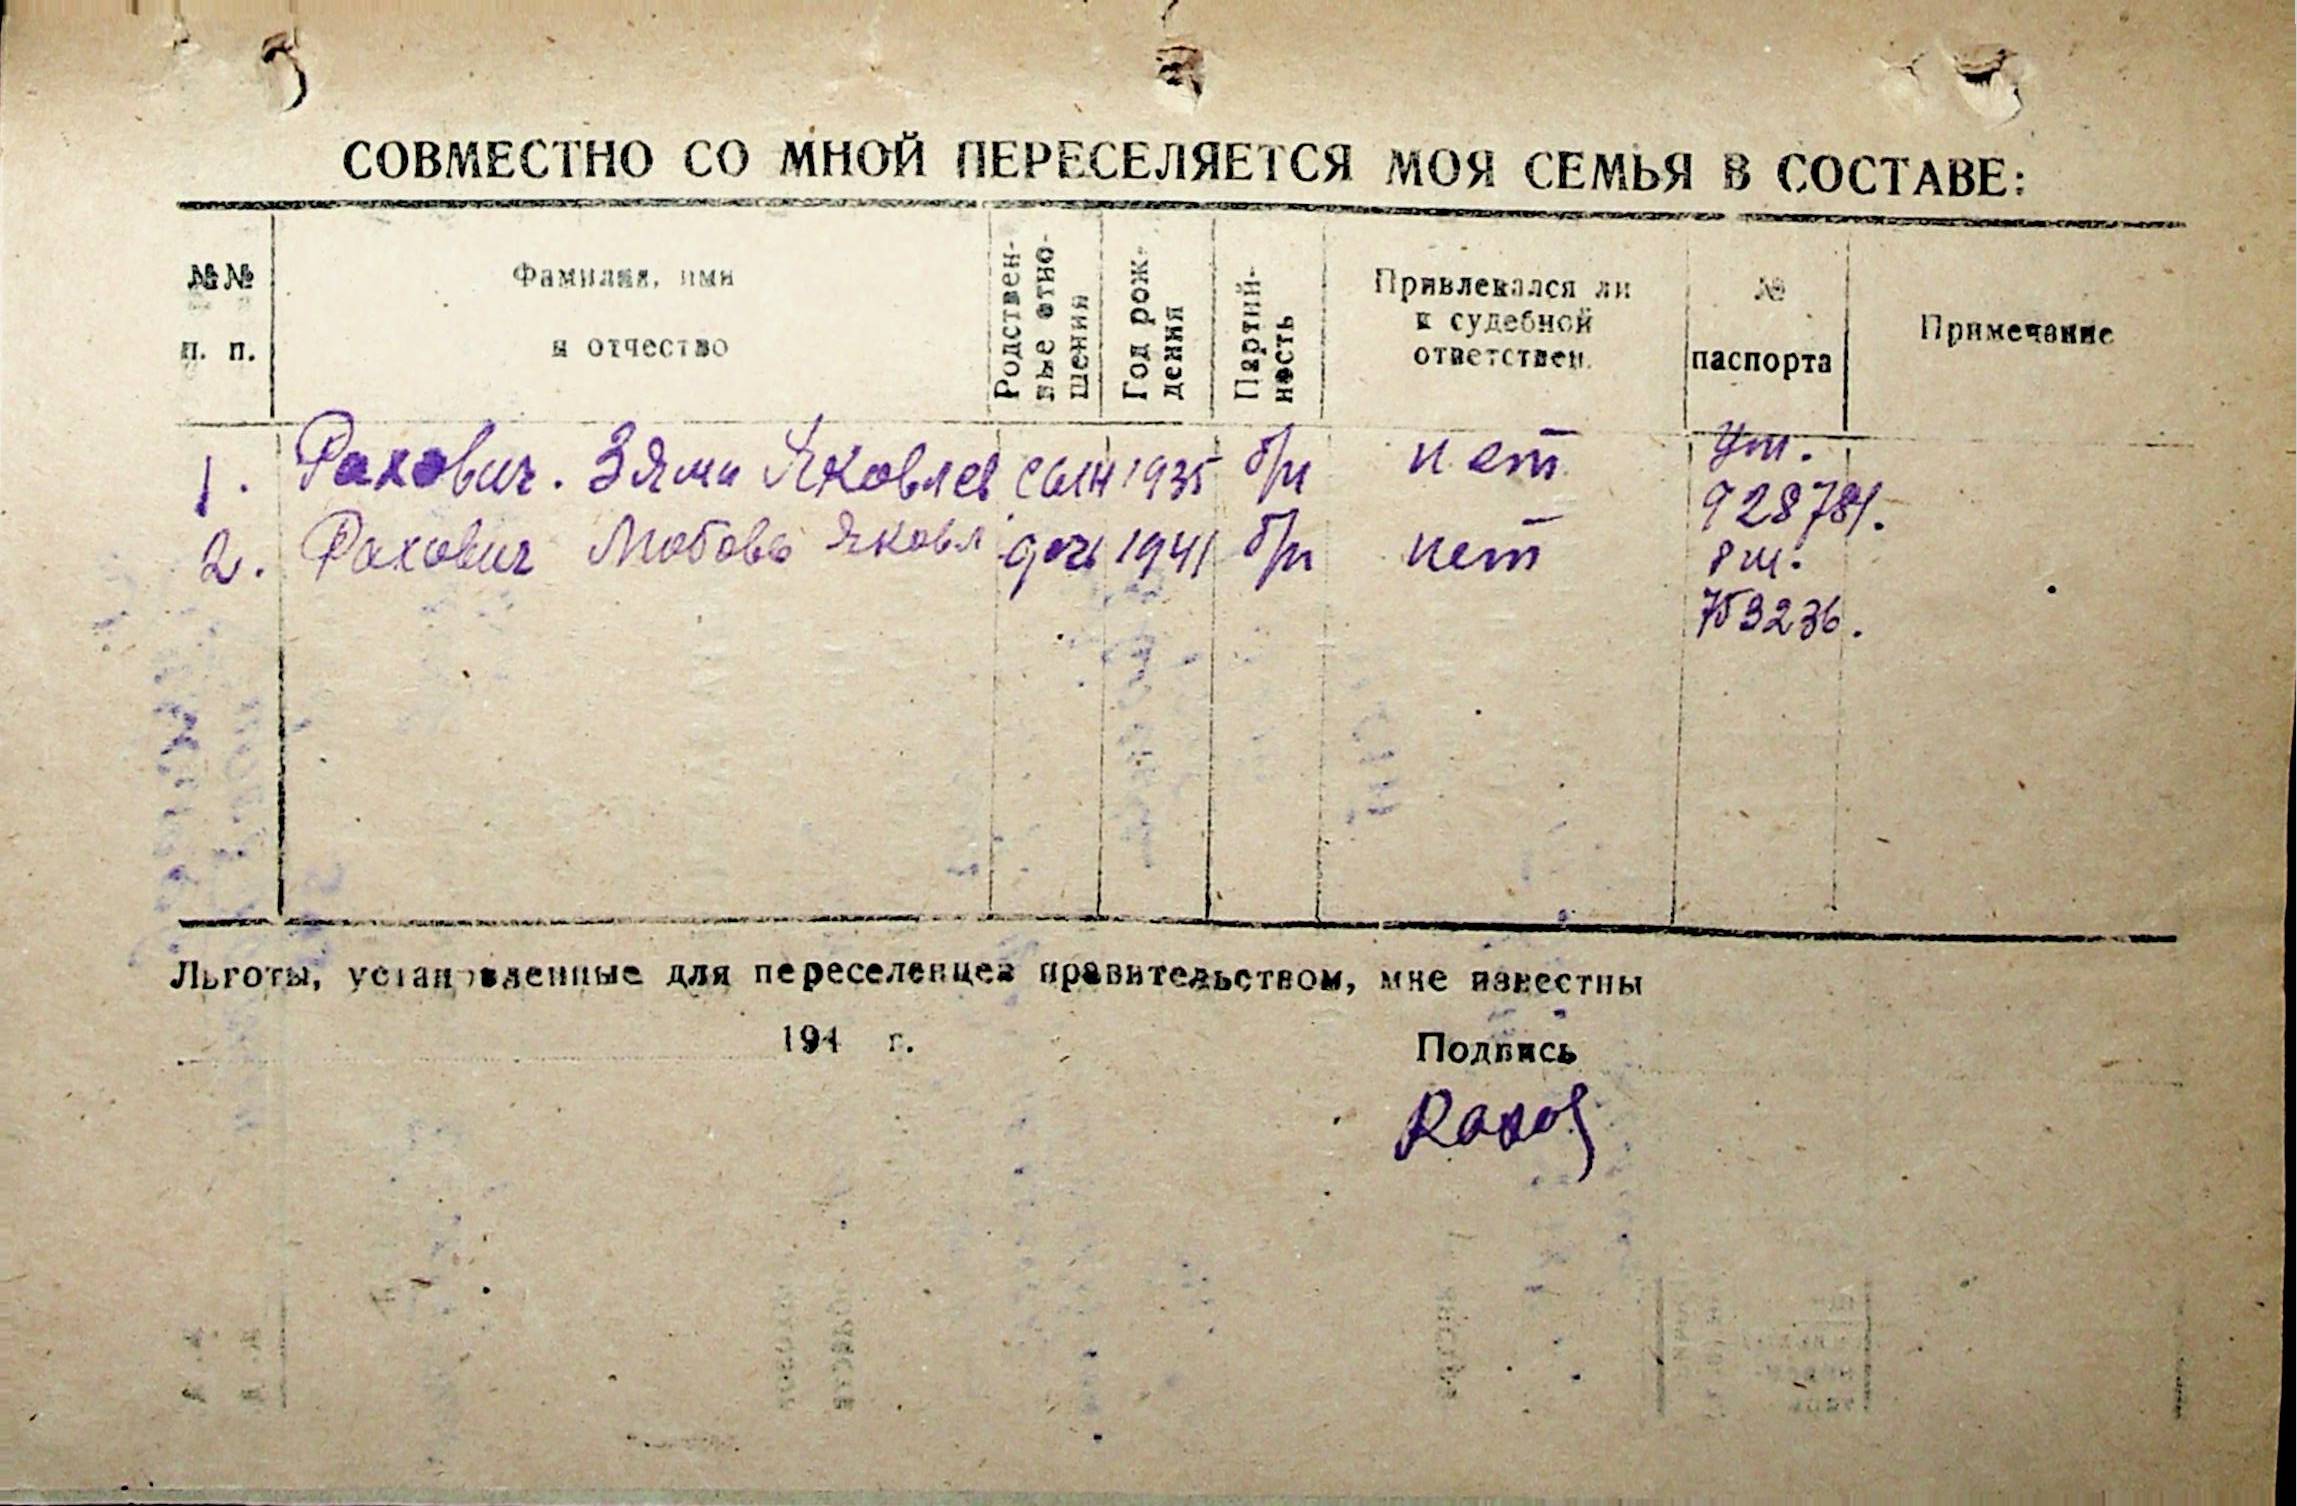 СОВМЕСТНО СО МНОЙ ПЕРЕСЕЛЯЕТСЯ МОЯ СЕМЬЯ В СОСТАВЕ:
№№ п. п.
Фамилия, имя и отчество
Родственные отношения
Год рождения
Партийность
Привлекался ли к судебной ответствен.
№ паспорта
Примечание
1. Рахович. Зяма Яковлев сын 1935 б/п нет
928781.
2. Рахович Любовь Яковл дочь 1941 б/п нет
753236.
Льготы, установленные для переселенцев правительством, мне известны
194 г.
Подпись